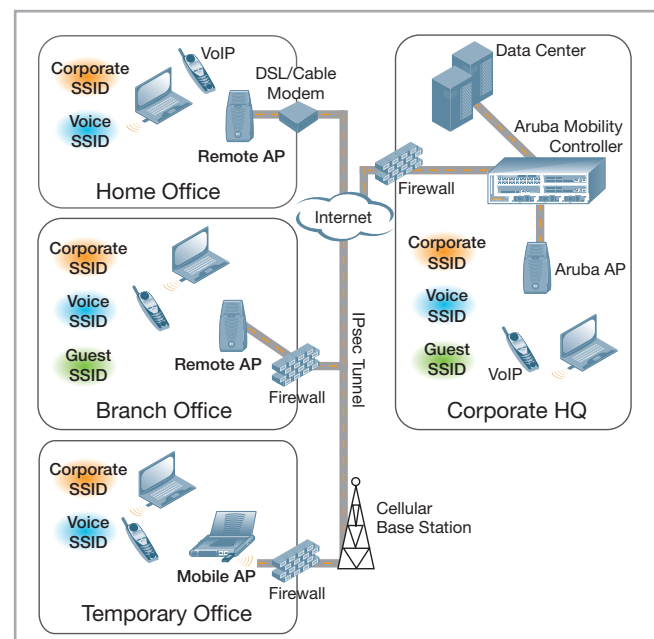 Corporate
SSID
VoIP
Voice
SSID
DSL/Cable
Modem
Remote AP
Home Office
Data Center
Aruba Mobility
Controller
Firewall
Internet
Aruba AP
Corporate
SSID
Voice
SSID
Guest
SSID
VoIP
Corporate HQ
Corporate
SSID
Voice
SSID
Guest
SSID
Remote AP
Firewall
Branch Office
IPsec Tunnel
Corporate
SSID
Voice
SSID
Mobile AP
Firewall
Temporary Office
Cellular
Base Station